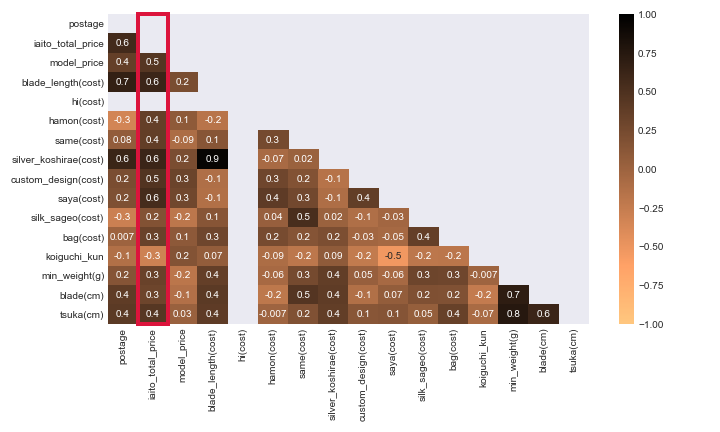 postage
iaito_total_price 0.6
model_price 0.4 0.5
blade_length(cost) 0.7 0.6 0.2
hi(cost)
hamon(cost) -0.3 0.4 0.1 -0.2
same(cost) 0.08 0.4 -0.09 0.1 0.3
silver_koshirae(cost) 0.6 0.6 0.2 0.9 -0.07 0.02
custom_design(cost) 0.2 0.5 0.3 -0.1 0.3 0.2 -0.1
saya(cost) 0.2 0.6 0.3 -0.1 0.4 0.3 -0.1 0.4
silk_sageo(cost) -0.3 0.2 -0.2 0.1 0.04 0.5 0.02 -0.1 -0.03
bag(cost) 0.007 0.3 0.1 0.3 0.2 0.2 0.2 -0.03 -0.05 0.4
koiguchi_kun -0.1 -0.3 0.2 0.07 -0.09 -0.2 0.09 -0.2 -0.5 -0.2 -0.2
min_weight(g) 0.2 0.3 -0.2 0.4 -0.06 0.3 0.4 0.05 -0.06 0.3 0.3 -0.007
blade(cm) 0.4 0.3 -0.1 0.4 -0.2 0.5 0.4 -0.1 0.07 0.2 0.2 -0.2 0.7
tsuka(cm) 0.4 0.4 0.03 0.4 -0.007 0.2 0.4 0.1 0.1 0.05 0.4 -0.07 0.8 0.6
postage
iaito_total_price
model_price
blade_length(cost)
hi(cost)
hamon(cost)
same(cost)
silver_koshirae(cost)
custom_design(cost)
saya(cost)
silk_sageo(cost)
bag(cost)
koiguchi_kun
min_weight(g)
blade(cm)
tsuka(cm)
1.00
0.75
0.50
0.25
0.00
−0.25
−0.50
−0.75
−1.00